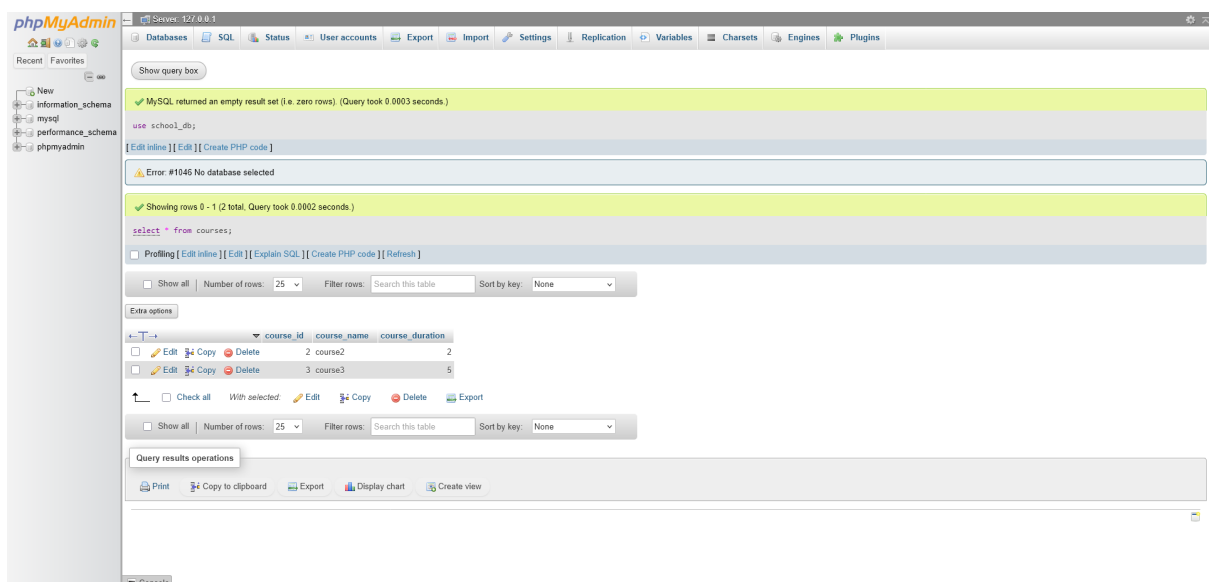 phpMyAdmin
Server: 127.0.0.1
Databases SQL Status User accounts Export Import Settings Replication Variables Charsets Engines Plugins
Recent Favorites
New
information_schema
mysql
performance_schema
phpmyadmin
Show query box
MySQL returned an empty result set (i.e. zero rows). (Query took 0.0003 seconds.)
use school_db;
[ Edit inline ] [ Edit ] [ Create PHP code ]
Error: #1046 No database selected
Showing rows 0 - 1 (2 total, Query took 0.0002 seconds.)
select * from courses;
Profiling [ Edit inline ] [ Edit ] [ Explain SQL ] [ Create PHP code ] [ Refresh ]
Show all | Number of rows: 25 Filter rows: Search this table Sort by key: None
Extra options
←T→ course_id course_name course_duration
Edit Copy Delete 2 course2 2
Edit Copy Delete 3 course3 5
Check all With selected: Edit Copy Delete Export
Show all | Number of rows: 25 Filter rows: Search this table Sort by key: None
Query results operations
Print Copy to clipboard Export Display chart Create view
Console